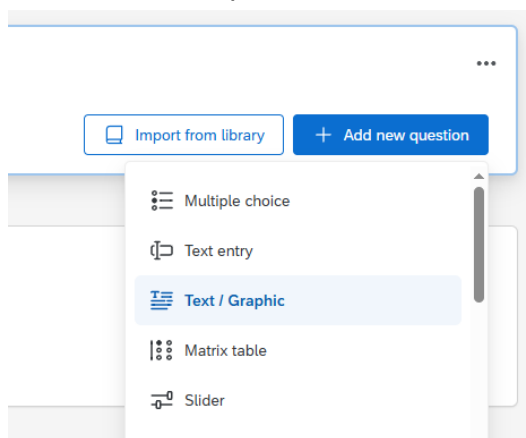 Import from library
Add new question
Multiple choice
Text entry
Text / Graphic
Matrix table
Slider